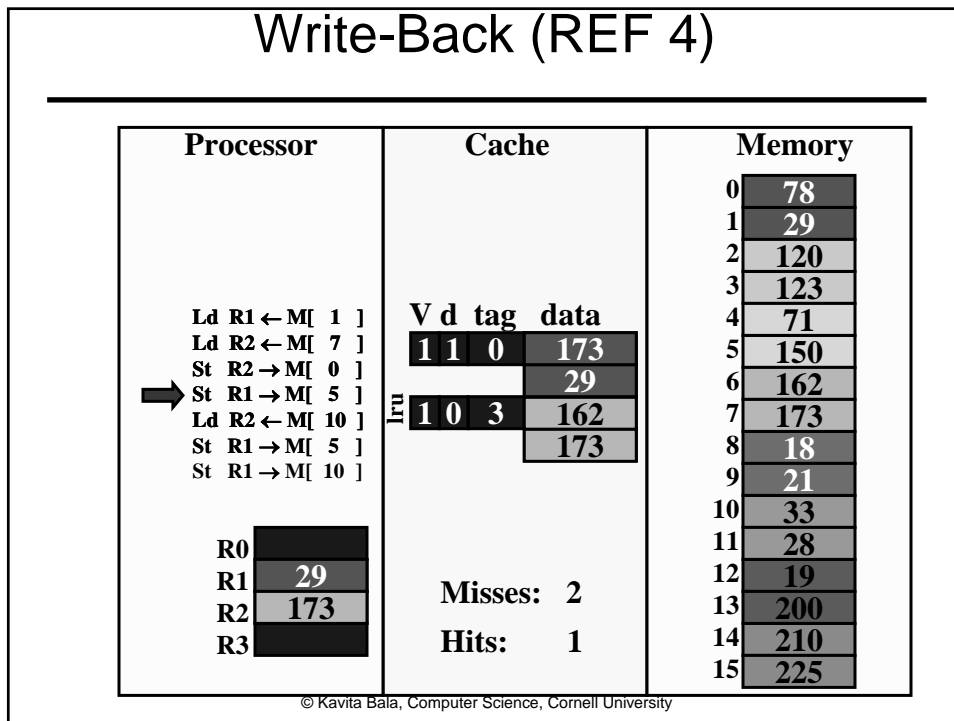 Write-Back (REF 4)
Processor
Ld R1 ← M[ 1 ]
Ld R2 ← M[ 7 ]
St R2 → M[ 0 ]
St R1 → M[ 5 ]
Ld R2 ← M[ 10 ]
St R1 → M[ 5 ]
St R1 → M[ 10 ]
R0
R1 29
R2 173
R3
Cache
V d tag data
1 1 0 173
29
lru
1 0 3 162
173
Misses: 2
Hits: 1
Memory
0 78
1 29
2 120
3 123
4 71
5 150
6 162
7 173
8 18
9 21
10 33
11 28
12 19
13 200
14 210
15 225
© Kavita Bala, Computer Science, Cornell University